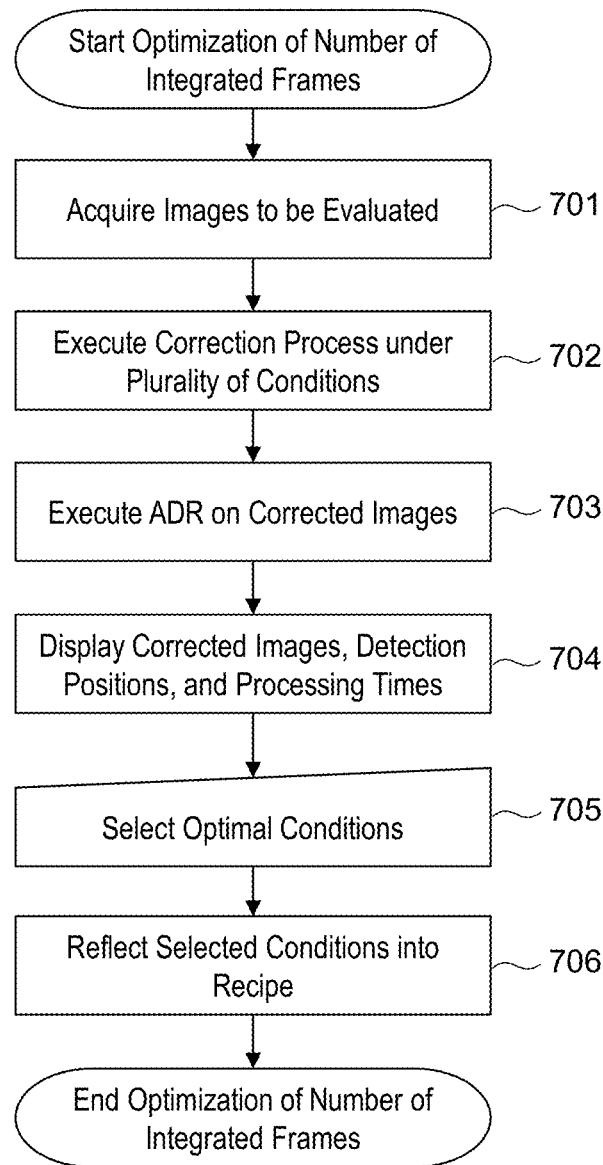 Start Optimization of Number of
Integrated Frames
Acquire Images to be Evaluated
701
Execute Correction Process under
Plurality of Conditions
702
Execute ADR on Corrected Images
703
Display Corrected Images, Detection
Positions, and Processing Times
704
Select Optimal Conditions
705
Reflect Selected Conditions into
Recipe
706
End Optimization of Number of
Integrated Frames